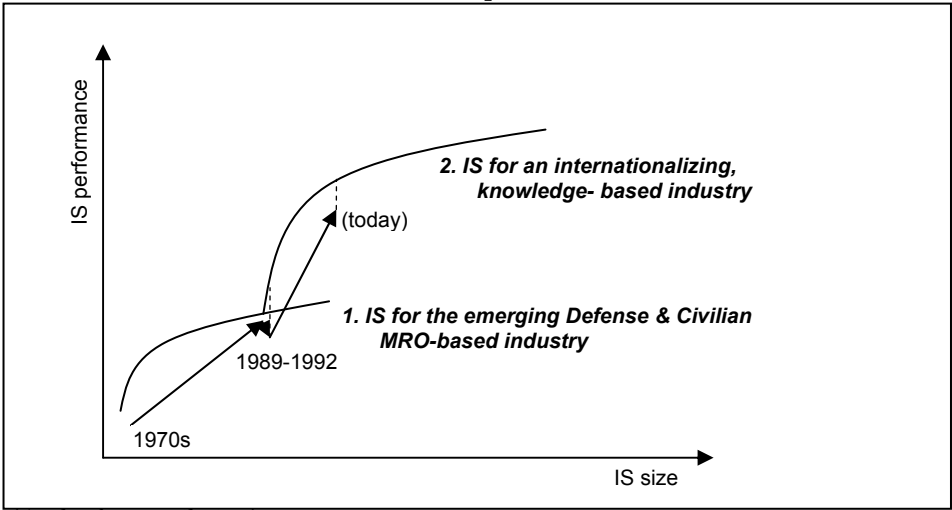 IS performance
2. IS for an internationalizing,
knowledge- based industry
(today)
1. IS for the emerging Defense & Civilian
MRO-based industry
1989-1992
1970s
IS size